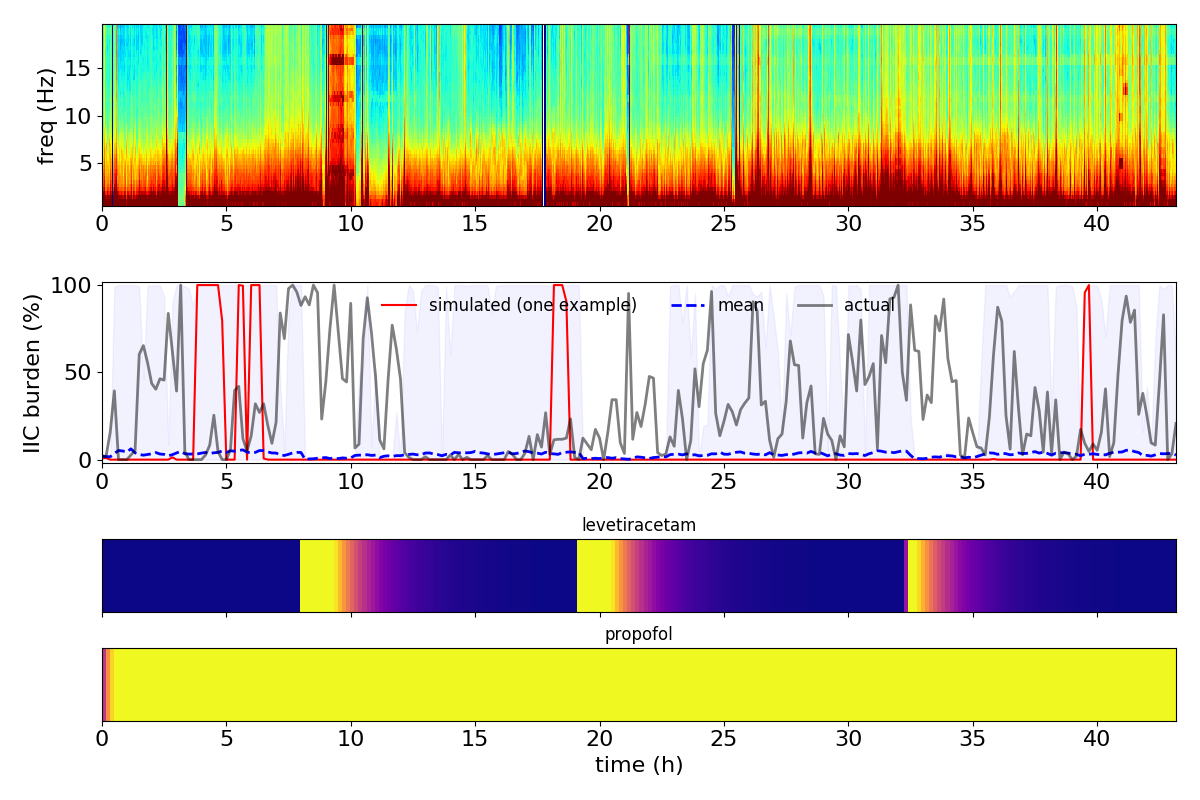 freq (Hz)
15
10
5
0 5 10 15 20 25 30 35 40
IIC burden (%)
100
50
0
simulated (one example) mean actual
0 5 10 15 20 25 30 35 40
levetiracetam
propofol
0 5 10 15 20 25 30 35 40
time (h)